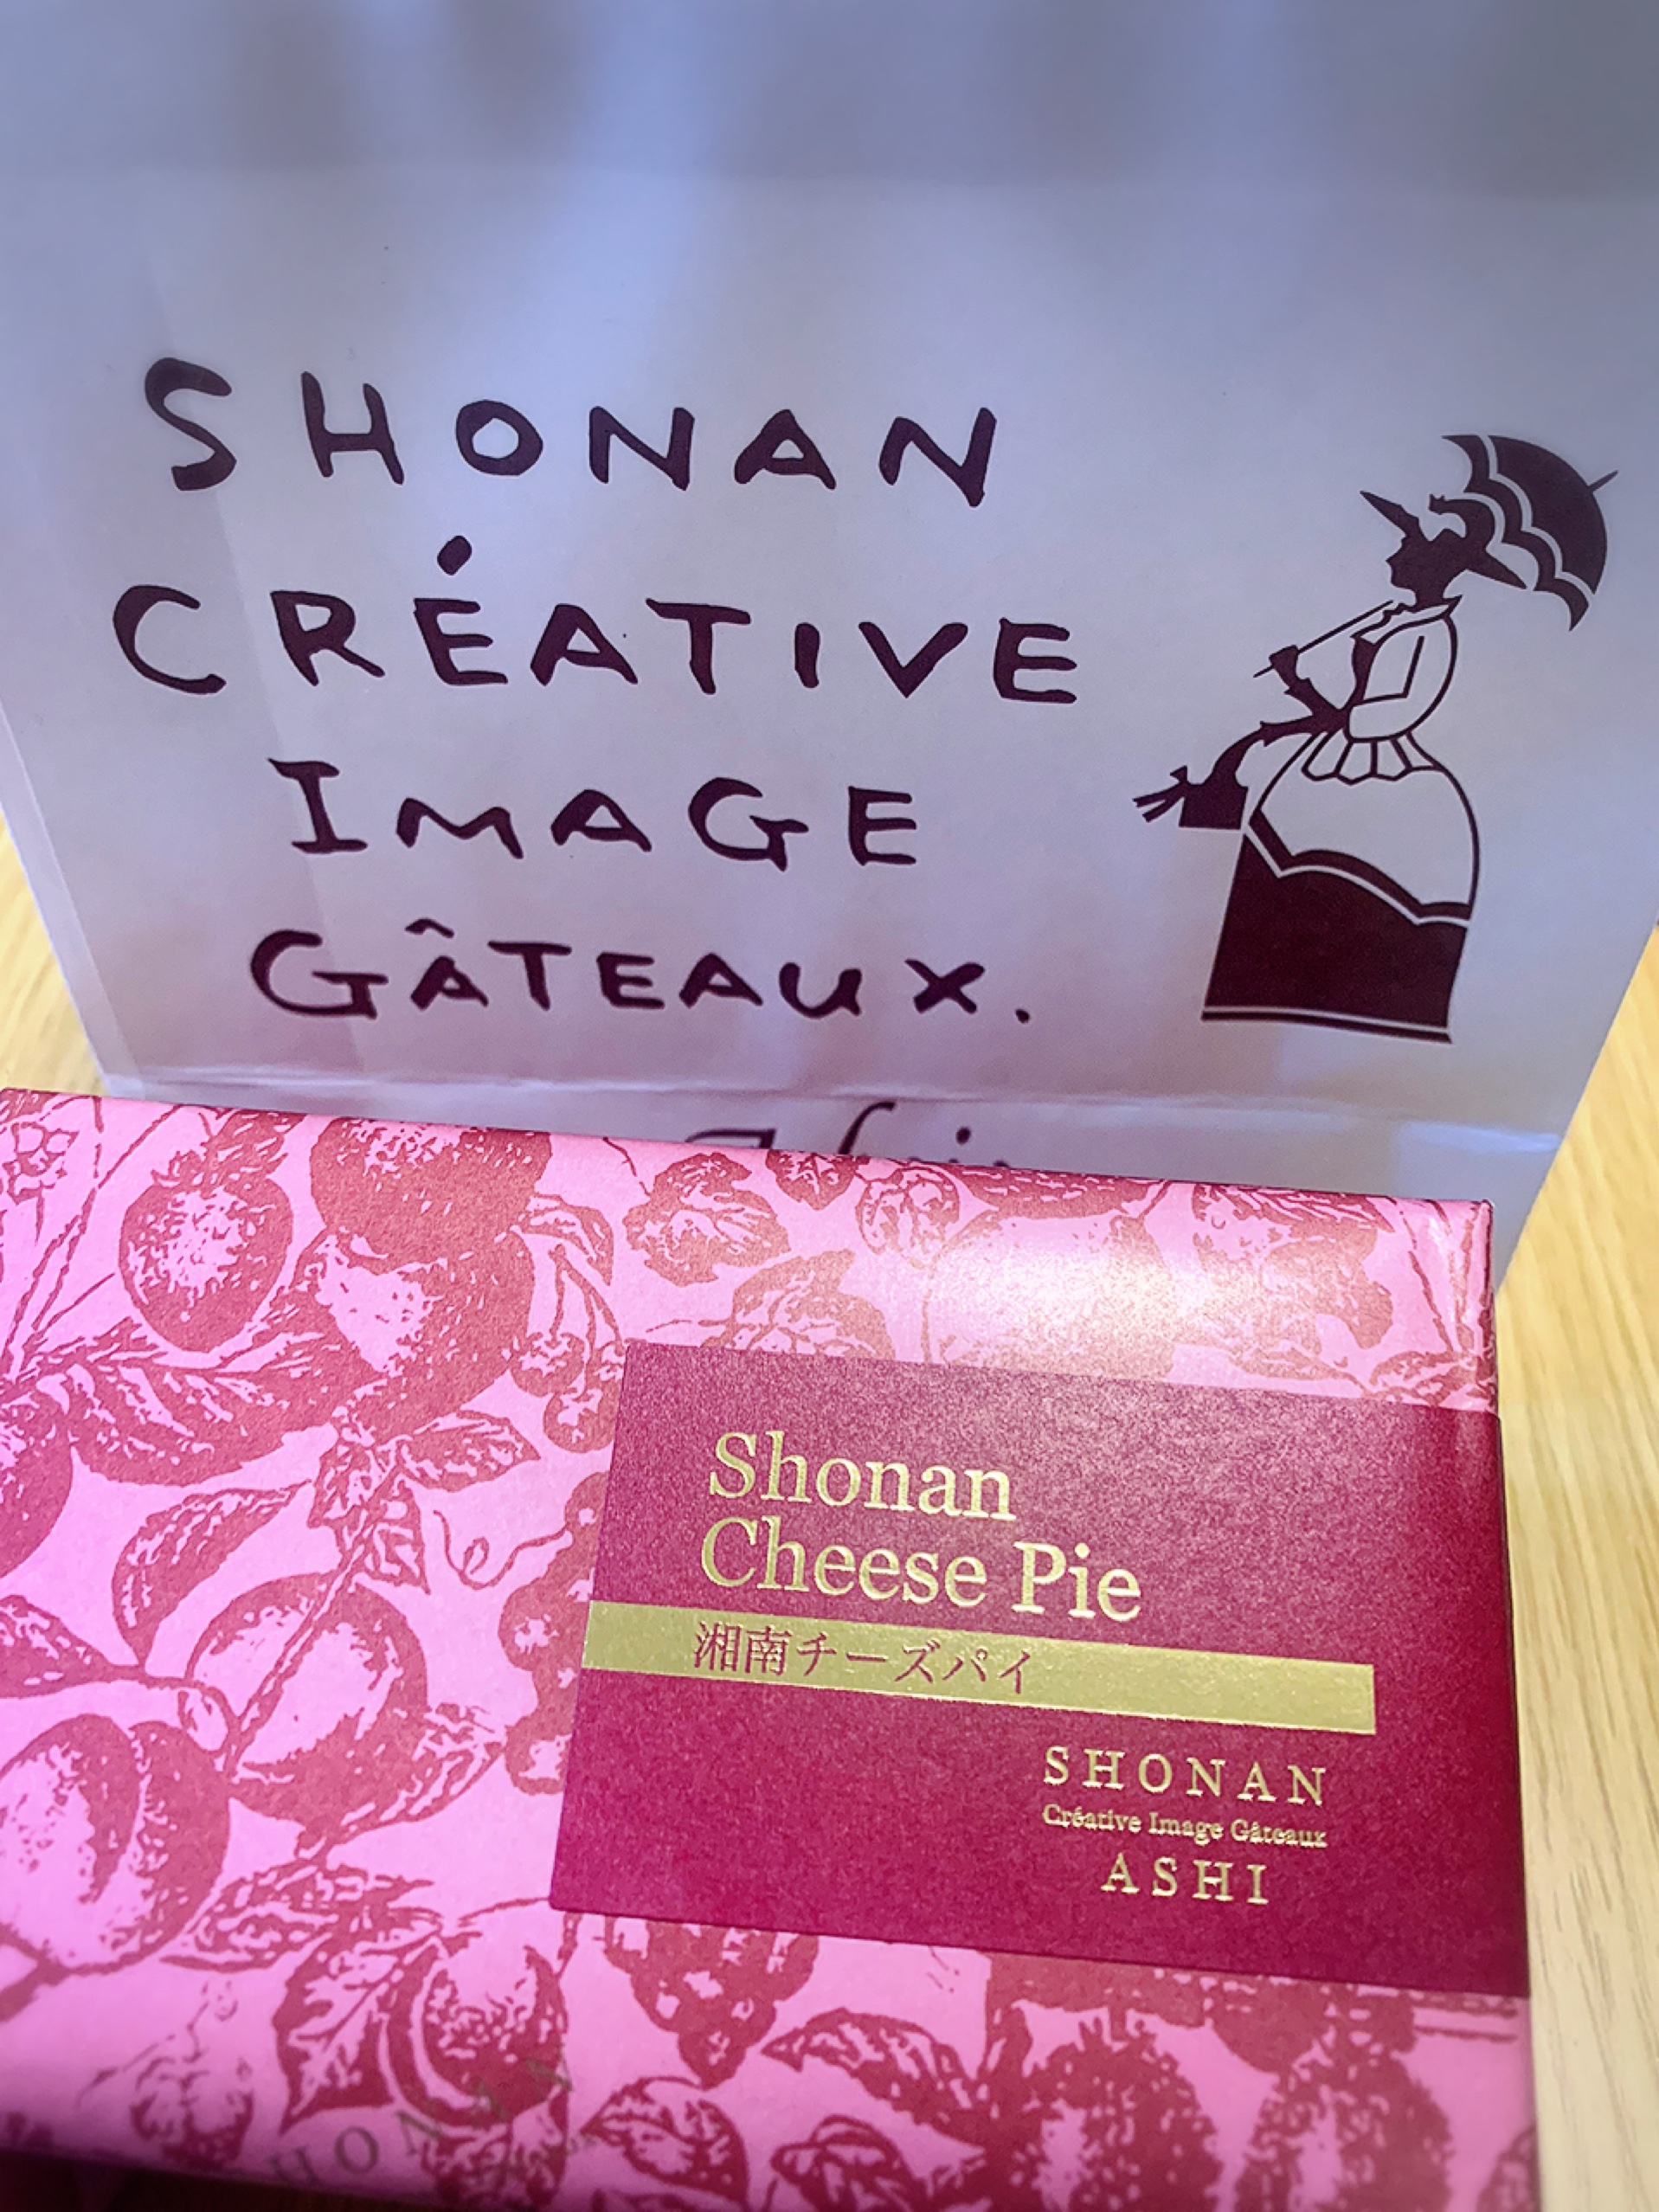 SHONAN
CRÉATIVE
IMAGE
GÂTEAUX.
Shonan
Cheese Pie
湘南チーズパイ
SHONAN
Créative Image Gâteaux
ASHI
HONAN